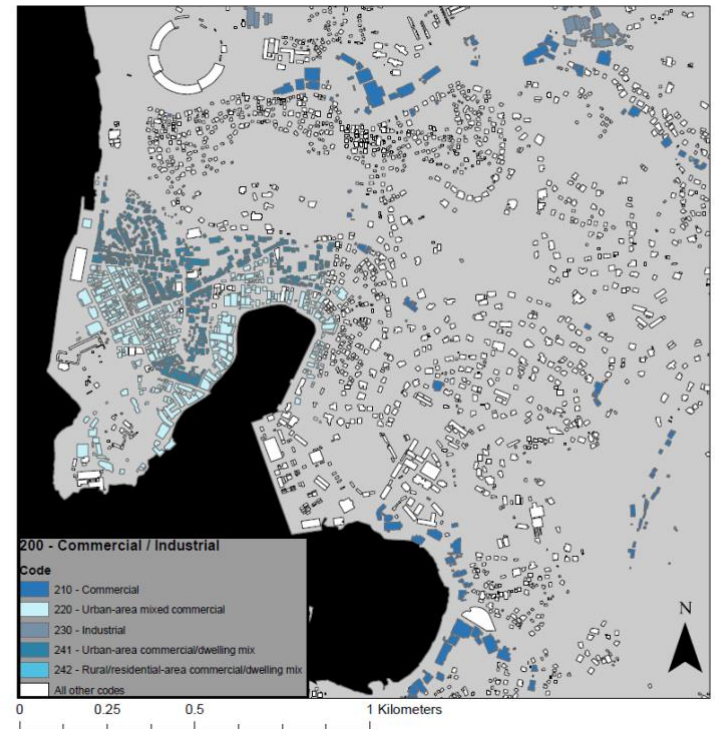 N
200 - Commercial / Industrial
Code
210 - Commercial
220 - Urban-area mixed commercial
230 - Industrial
241 - Urban-area commercial/dwelling mix
242 - Rural/residential-area commercial/dwelling mix
All other codes
0 0.25 0.5 1 Kilometers